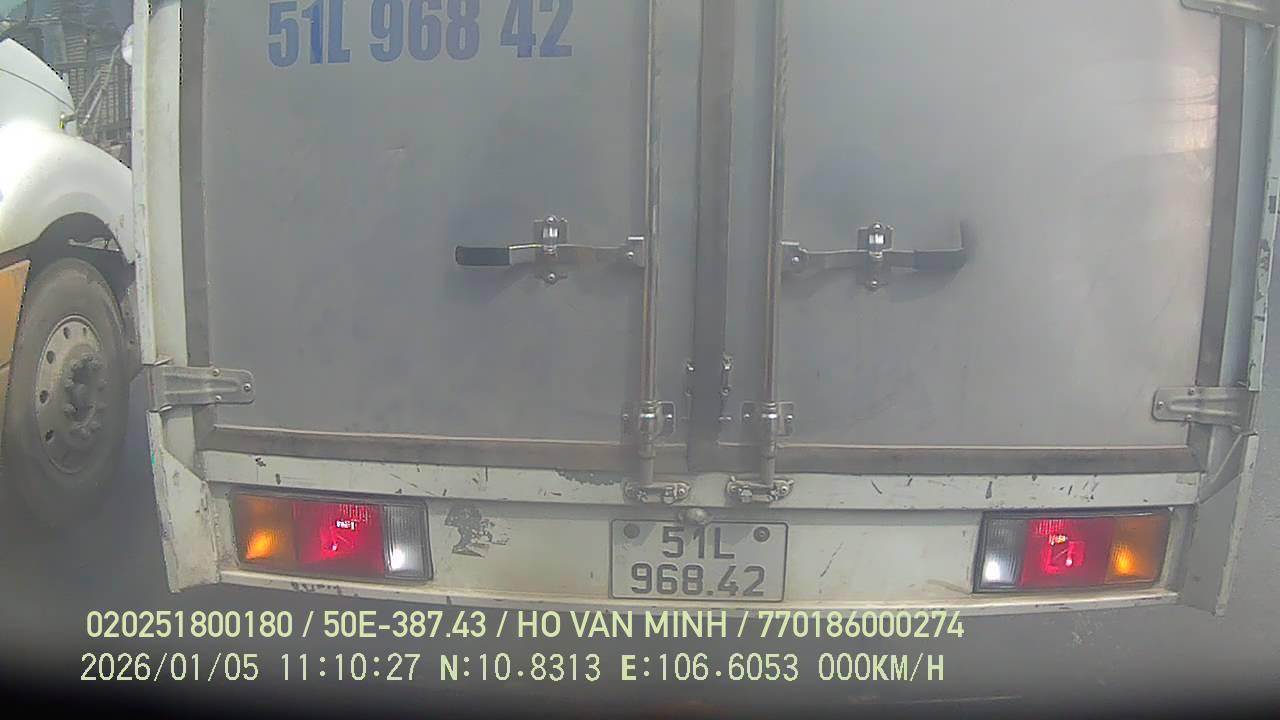 51L 968 42
51L
968.42
020251800180 / 50E-387.43 / HO VAN MINH / 770186000274
2026/01/05 11:10:27 N:10.8313 E:106.6053 000KM/H